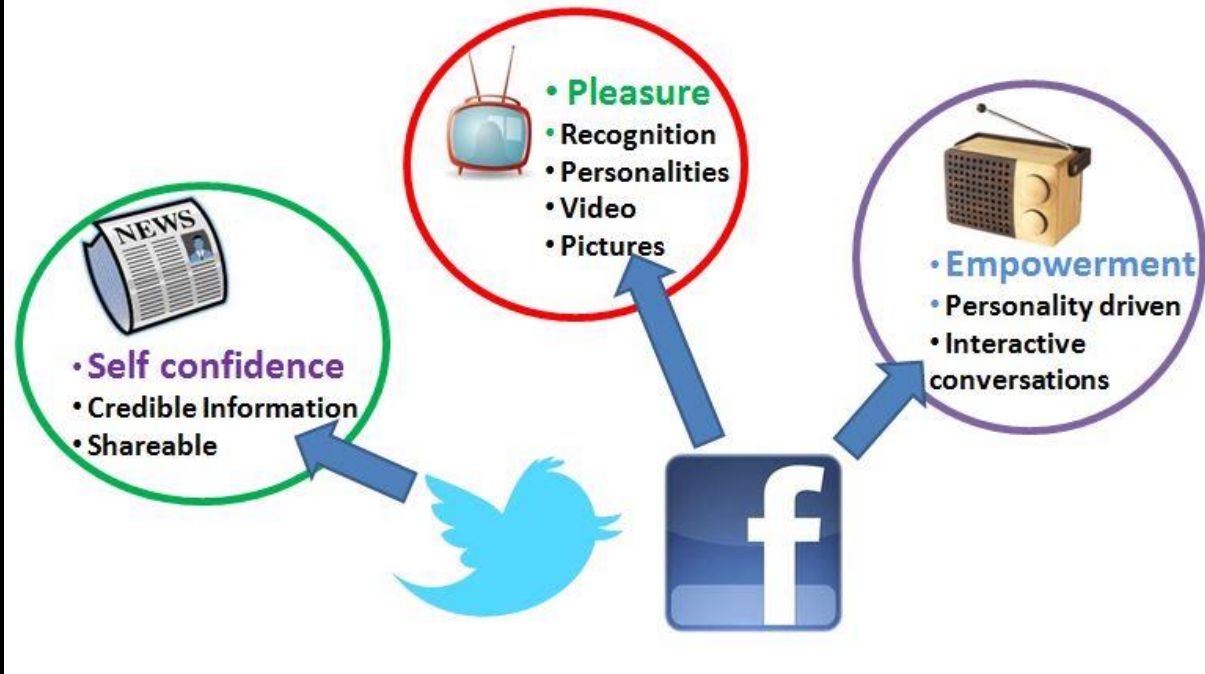 NEWS
• Self confidence
• Credible Information
• Shareable
• Pleasure
• Recognition
• Personalities
• Video
• Pictures
• Empowerment
• Personality driven
• Interactive
conversations
f